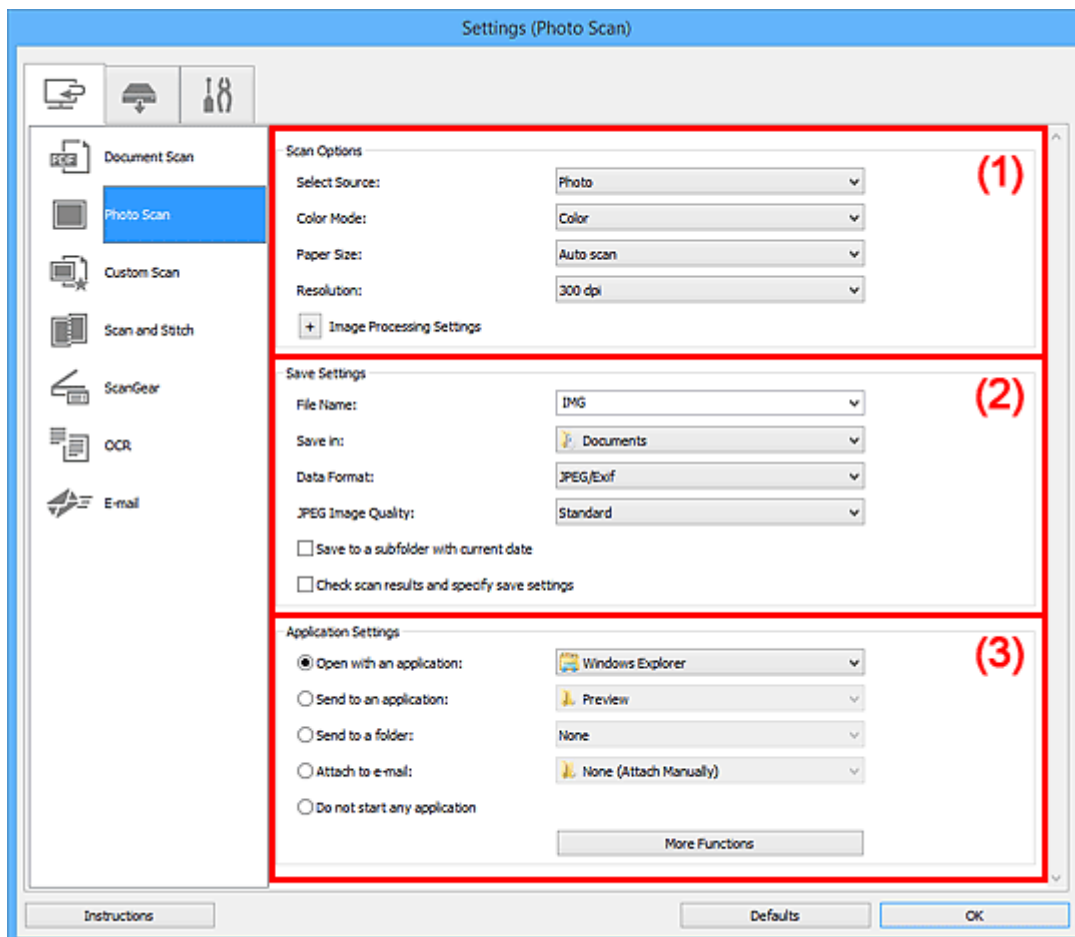 Settings (Photo Scan)
PDF
Document Scan
Photo Scan
Custom Scan
Scan and Stitch
ScanGear
OCR
E-mail
Scan Options
(1)
Select Source: Photo
Color Mode: Color
Paper Size: Auto scan
Resolution: 300 dpi
+ Image Processing Settings
Save Settings
(2)
File Name: IMG
Save in: Documents
Data Format: JPEG/Exif
JPEG Image Quality: Standard
Save to a subfolder with current date
Check scan results and specify save settings
Application Settings
(3)
Open with an application: Windows Explorer
Send to an application: Preview
Send to a folder: None
Attach to e-mail: None (Attach Manually)
Do not start any application
More Functions
Instructions Defaults OK